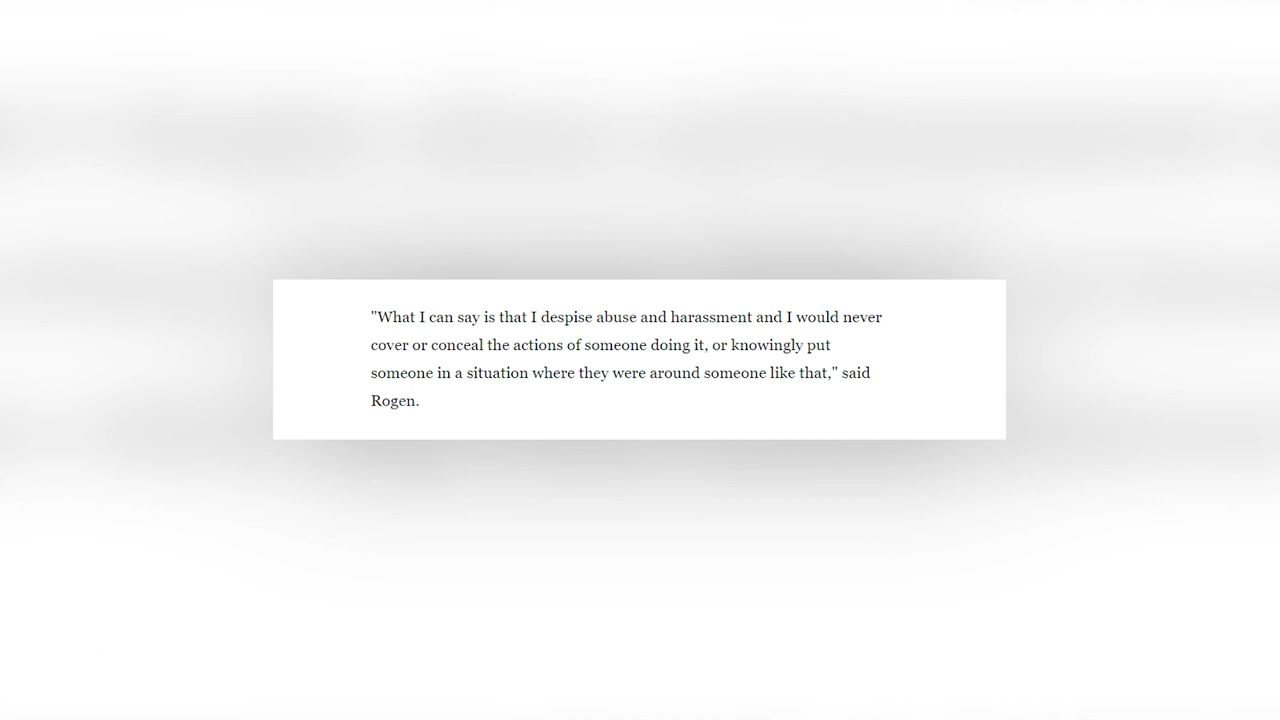 "What I can say is that I despise abuse and harassment and I would never
cover or conceal the actions of someone doing it, or knowingly put
someone in a situation where they were around someone like that," said
Rogen.